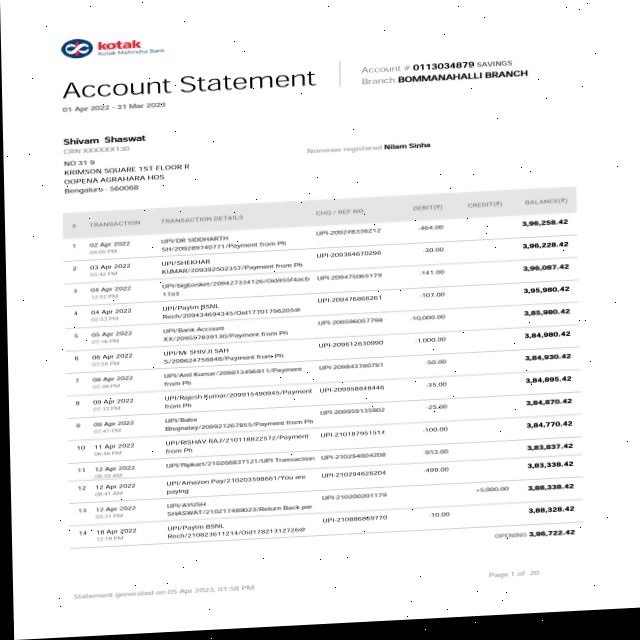 kotak
Kotak Mahindra Bank
Account Statement
01 Apr 2022 - 31 Mar 2029
Account # 0113034879 SAVINGS
Branch BOMMANAHALLI BRANCH
Shivam Shaswat
CRN XXXXXX130
NO 31 9
KRIMSON SQUARE 1ST FLOOR R
OOPENA AGRAHARA HOS
Bengaluru - 560068
Nominee registered Nilam Sinha
# TRANSACTION TRANSACTION DETAILS CHQ / REF NO. DEBIT(₹) CREDIT(₹) BALANCE(₹)
1 02 Apr 2022 UPI/DR SIDDHARTH UPI-209248336212 -464.00 3,96,258.42
04:00 PM SH/209289740771/Payment from Ph
2 03 Apr 2022 UPI/SHEKHAR UPI-209364670296 -30.00 3,96,228.42
05:42 PM KUMAR/209392502357/Payment from Ph
3 04 Apr 2022 UPI/bigbasket/209427334126/Oid955f4acb UPI-209475065179 -141.00 3,96,087.42
12:52 PM 17a3
4 04 Apr 2022 UPI/Paytm BSNL UPI-209476866261 -107.00 3,95,980.42
02:53 PM Rech/209434694345/Oid17701796205@
5 05 Apr 2022 UPI/Bank Account UPI-209596057798 -10,000.00 3,85,980.42
07:16 PM XX/209597839130/Payment from Ph
6 06 Apr 2022 UPI/Mr SHIVJI SAH UPI-209612630990 -1,000.00 3,84,980.42
07:56 PM S/209624756848/Payment from Ph
7 08 Apr 2022 UPI/Anil Kumar/209813496911/Payment UPI-209843780781 -50.00 3,84,930.42
07:36 PM from Ph
8 09 Apr 2022 UPI/Rajesh Kumar/209915490945/Payment UPI-209958848446 -35.00 3,84,895.42
07:33 PM from Ph
9 09 Apr 2022 UPI/Baba UPI-209959135902 -25.00 3,84,870.42
07:47 PM Bhojnalay/209921267855/Payment from Ph
10 11 Apr 2022 UPI/RISHAV RAJ/210118922572/Payment UPI-210187951514 -100.00 3,84,770.42
06:46 PM from Ph
11 12 Apr 2022 UPI/flipkart/210266837121/UPI Transaction UPI-210254604208 -933.00 3,83,837.42
08:39 AM
12 12 Apr 2022 UPI/Amazon Pay/210203598661/You are UPI-210294626204 -499.00 3,83,338.42
08:41 AM paying
13 12 Apr 2022 UPI/AYUSH UPI-210200201179 +5,000.00 3,88,338.42
03:21 PM SHASWAT/210217489023/Return Back par
14 18 Apr 2022 UPI/Paytm BSNL UPI-210886869770 -10.00 3,88,328.42
12:18 PM Rech/210823611214/Oid17821312726@
OPENING 3,96,722.42
Statement generated on 05 Apr 2023, 01:58 PM
Page 1 of 20